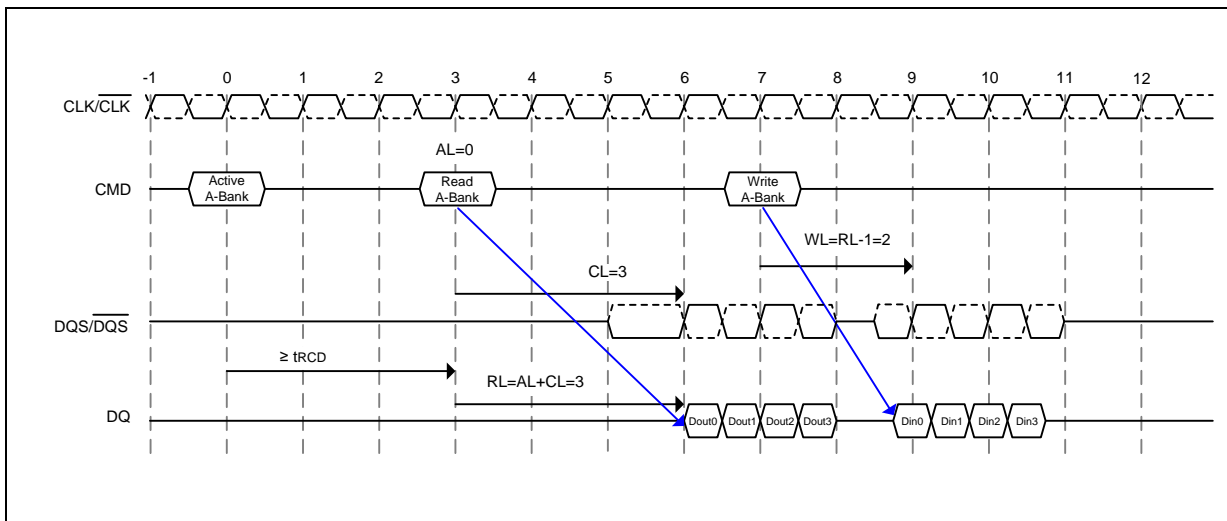 -1 0 1 2 3 4 5 6 7 8 9 10 11 12
CLK/CLK
AL=0
CMD
Active
A-Bank
Read
A-Bank
Write
A-Bank
WL=RL-1=2
CL=3
DQS/DQS
≥ tRCD
RL=AL+CL=3
DQ
Dout0 Dout1 Dout2 Dout3 Din0 Din1 Din2 Din3